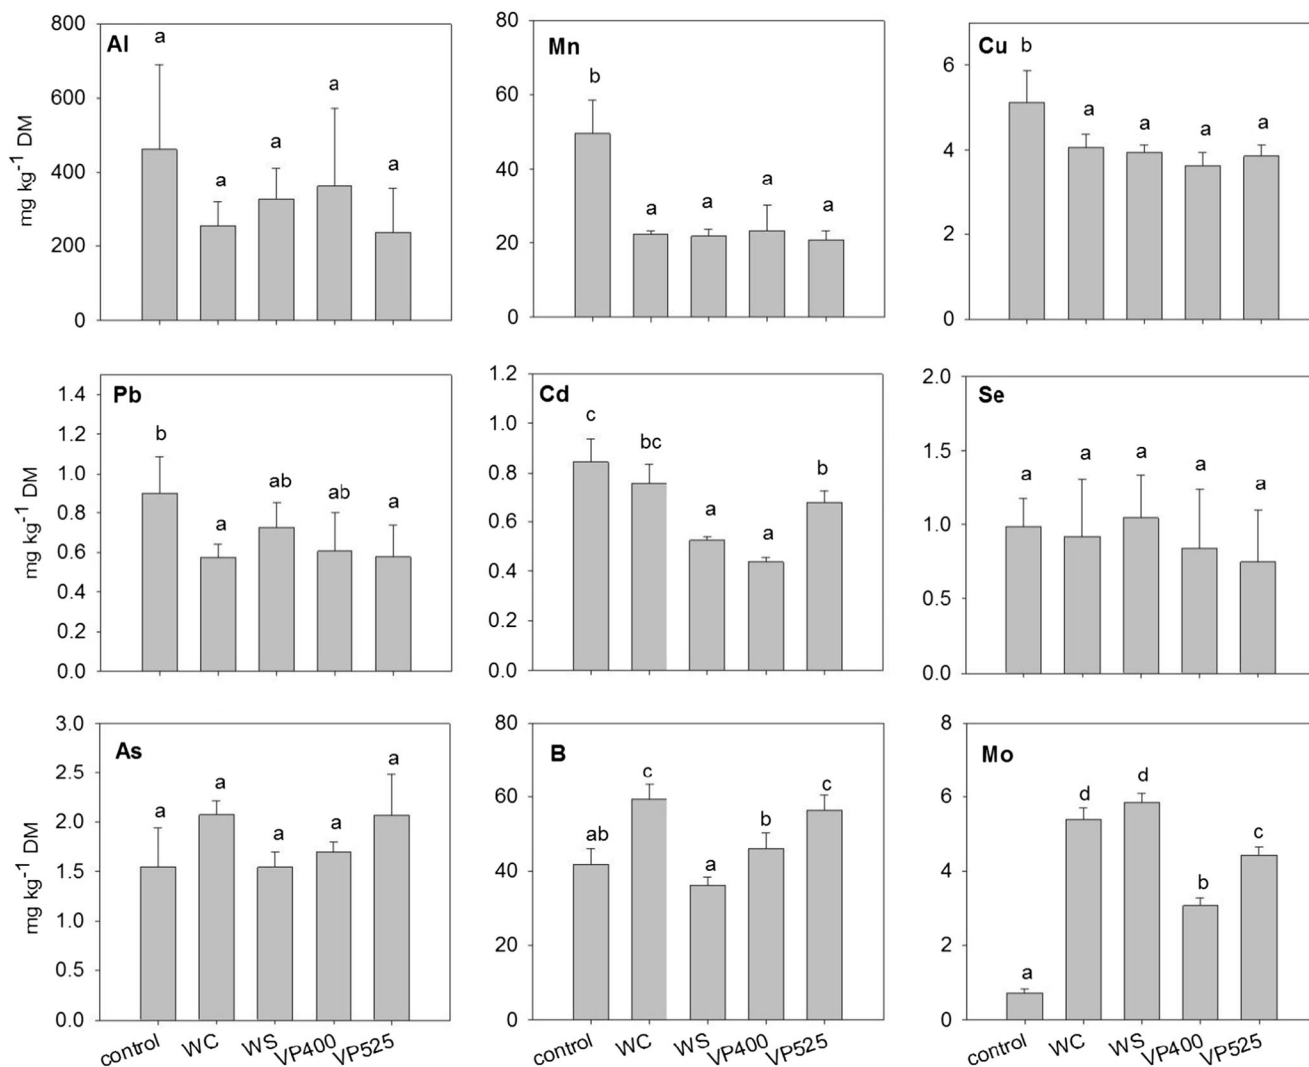 Al
a
a
a
a
a
800
600
400
200
0
mg kg-1 DM
Mn
b
a
a
a
a
80
60
40
20
0
Cu
b
a
a
a
a
6
4
2
0
Pb
b
a
ab
ab
a
1.4
1.2
1.0
0.8
0.6
0.4
0.2
0.0
mg kg-1 DM
Cd
c
bc
a
a
b
1.2
1.0
0.8
0.6
0.4
0.2
0.0
Se
a
a
a
a
a
2.0
1.5
1.0
0.5
0.0
As
a
a
a
a
a
3.0
2.5
2.0
1.5
1.0
0.5
0.0
mg kg-1 DM
control WC WS VP400 VP525
B
ab
c
a
b
c
80
60
40
20
0
control WC WS VP400 VP525
Mo
a
d
d
b
c
8
6
4
2
0
control WC WS VP400 VP525